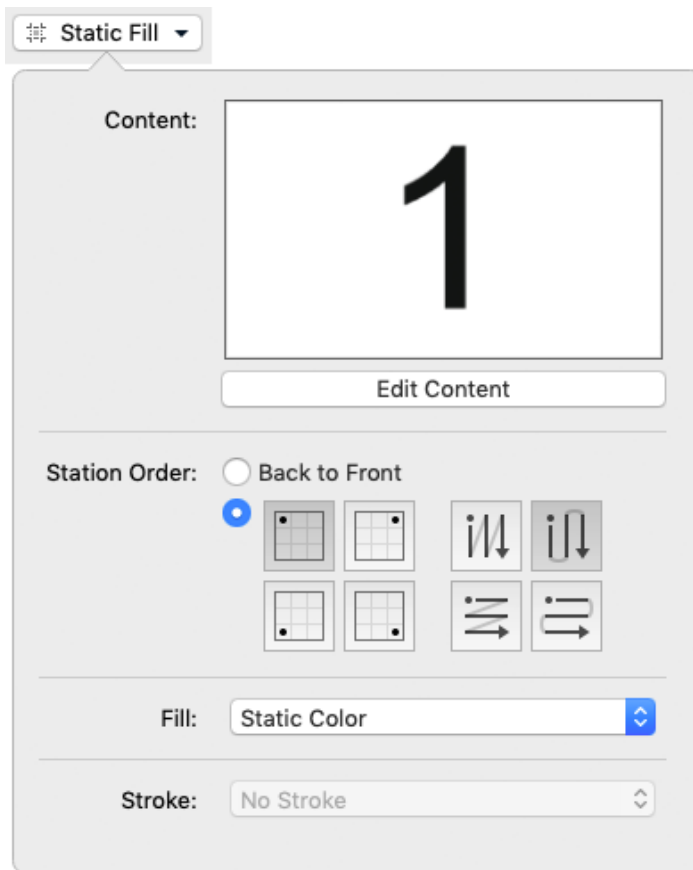 Static Fill
Content:
1
Edit Content
Station Order:
Back to Front
Fill:
Static Color
Stroke:
No Stroke